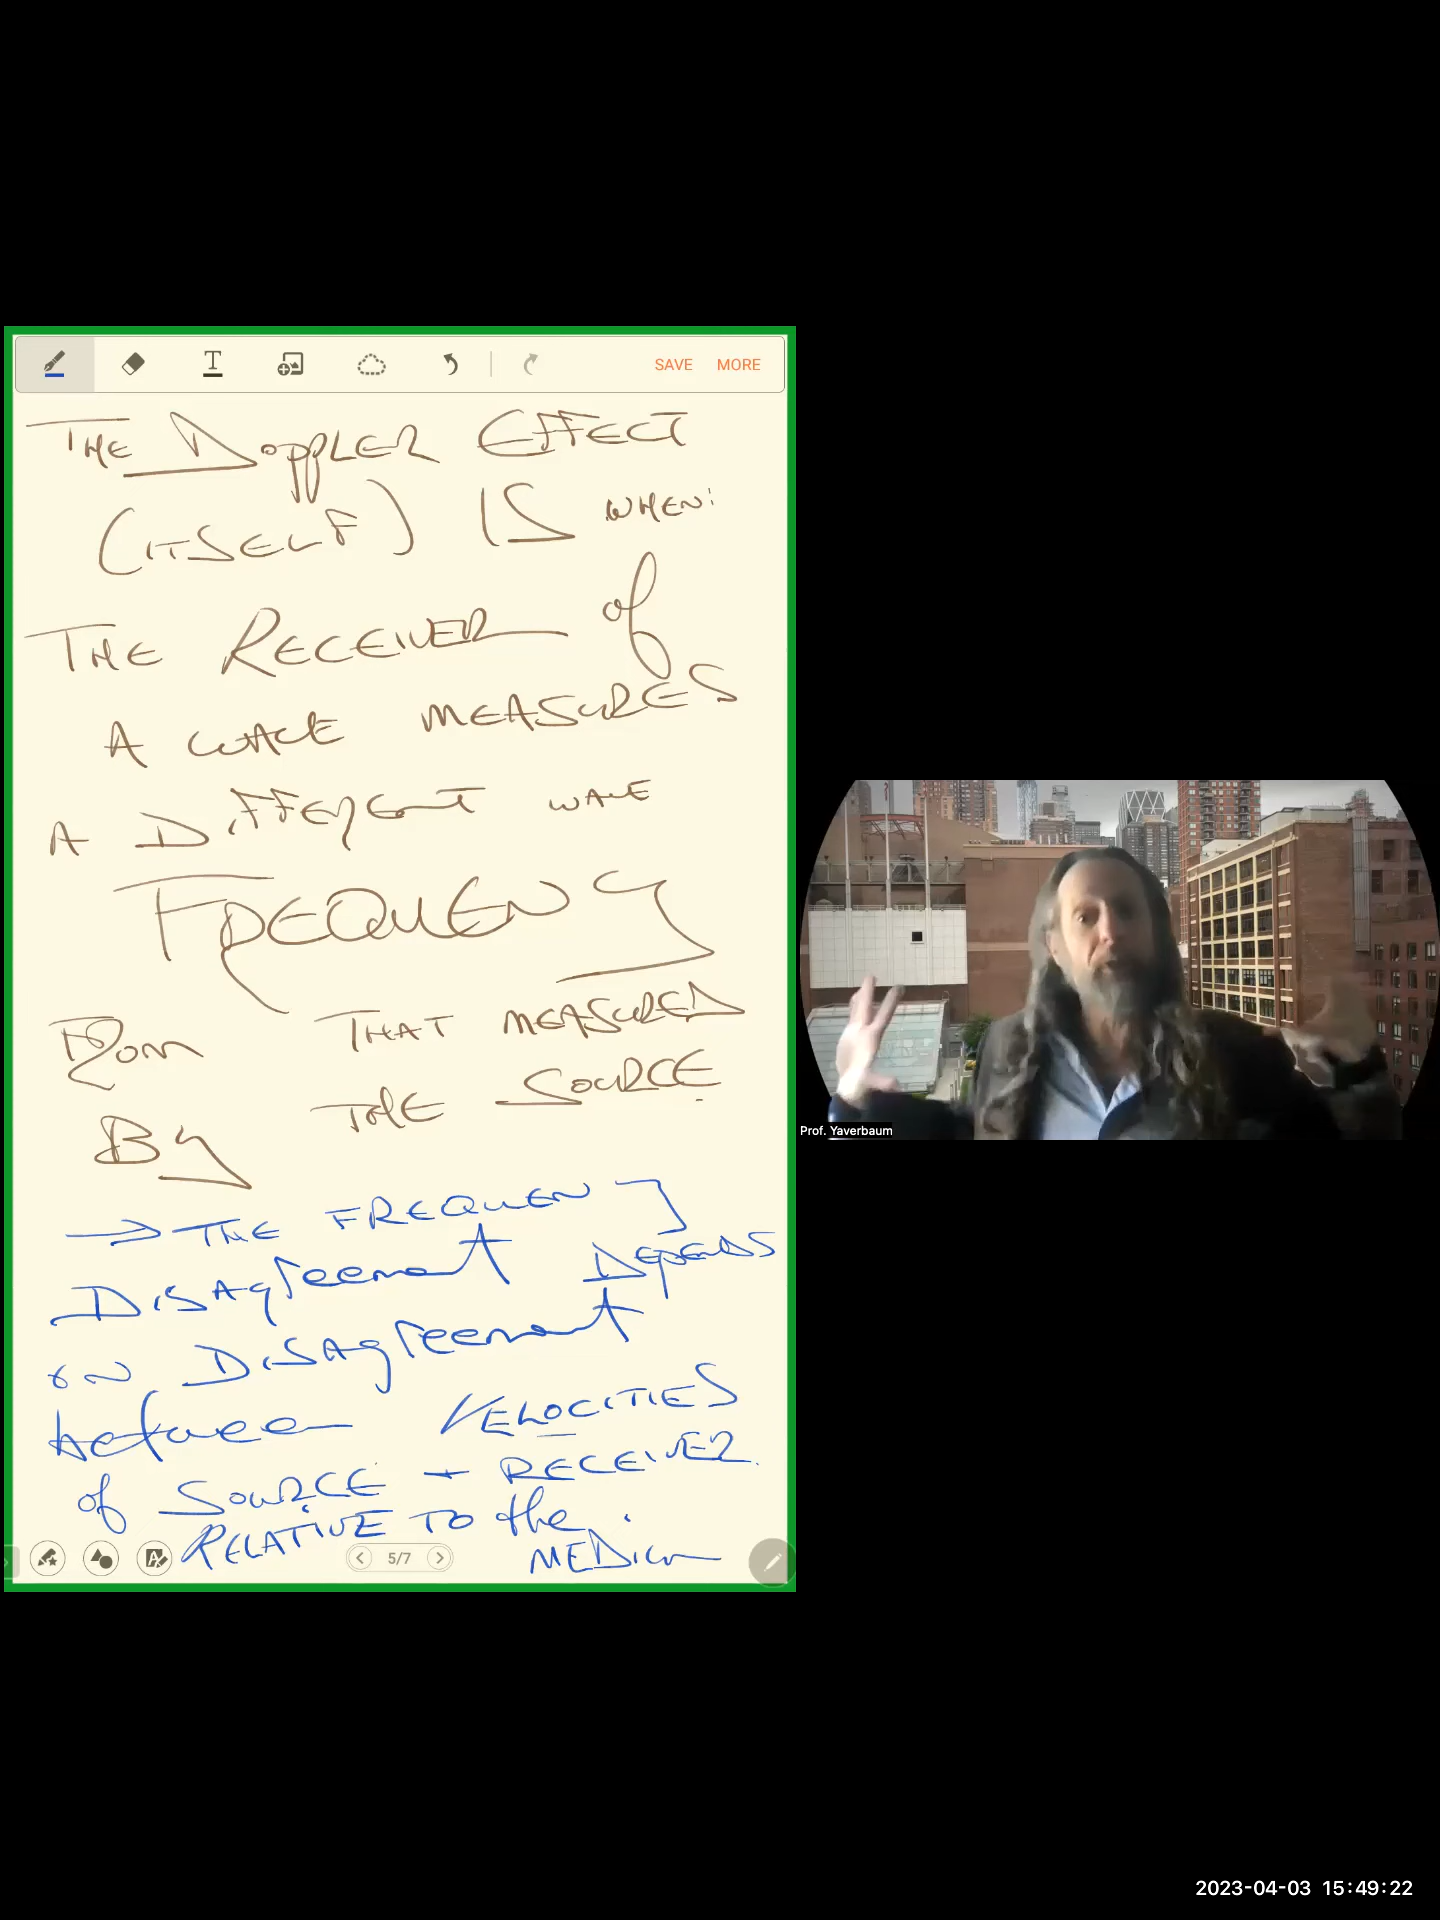 SAVE MORE
THE DOPPLER EFFECT
(ITSELF) IS WHEN:
THE RECEIVER of
A WAVE MEASURES
A DIFFERENT WAVE
FREQUENCY
FROM THAT MEASURED
BY THE SOURCE
→ THE FREQUENCY
DISAgreement DEPENDS
ON DISAgreement
between VELOCITIES
of SOURCE + RECEIVER
RELATIVE TO the
MEDIUM
5/7
Prof. Yaverbaum
2023-04-03 15:49:22